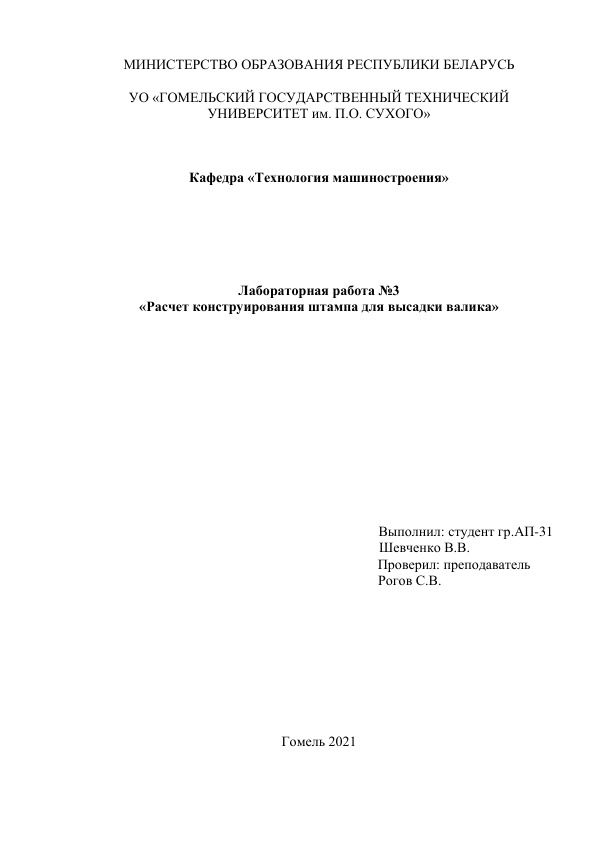 МИНИСТЕРСТВО ОБРАЗОВАНИЯ РЕСПУБЛИКИ БЕЛАРУСЬ
УО «ГОМЕЛЬСКИЙ ГОСУДАРСТВЕННЫЙ ТЕХНИЧЕСКИЙ
УНИВЕРСИТЕТ им. П.О. СУХОГО»
Кафедра «Технология машиностроения»
Лабораторная работа №3
«Расчет конструирования штампа для высадки валика»
Выполнил: студент гр.АП-31
Шевченко В.В.
Проверил: преподаватель
Рогов С.В.
Гомель 2021